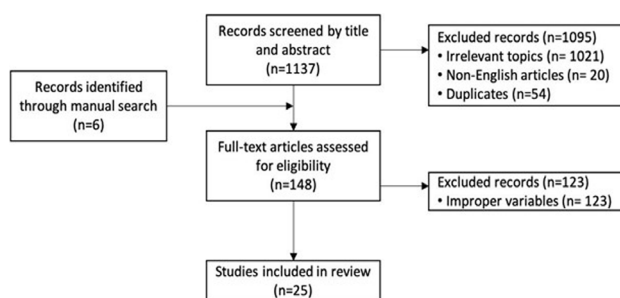 Records screened by title
and abstract
(n=1137)
Excluded records (n=1095)
• Irrelevant topics (n= 1021)
• Non-English articles (n= 20)
• Duplicates (n=54)
Records identified
through manual search
(n=6)
Full-text articles assessed
for eligibility
(n=148)
Excluded records (n=123)
• Improper variables (n= 123)
Studies included in review
(n=25)